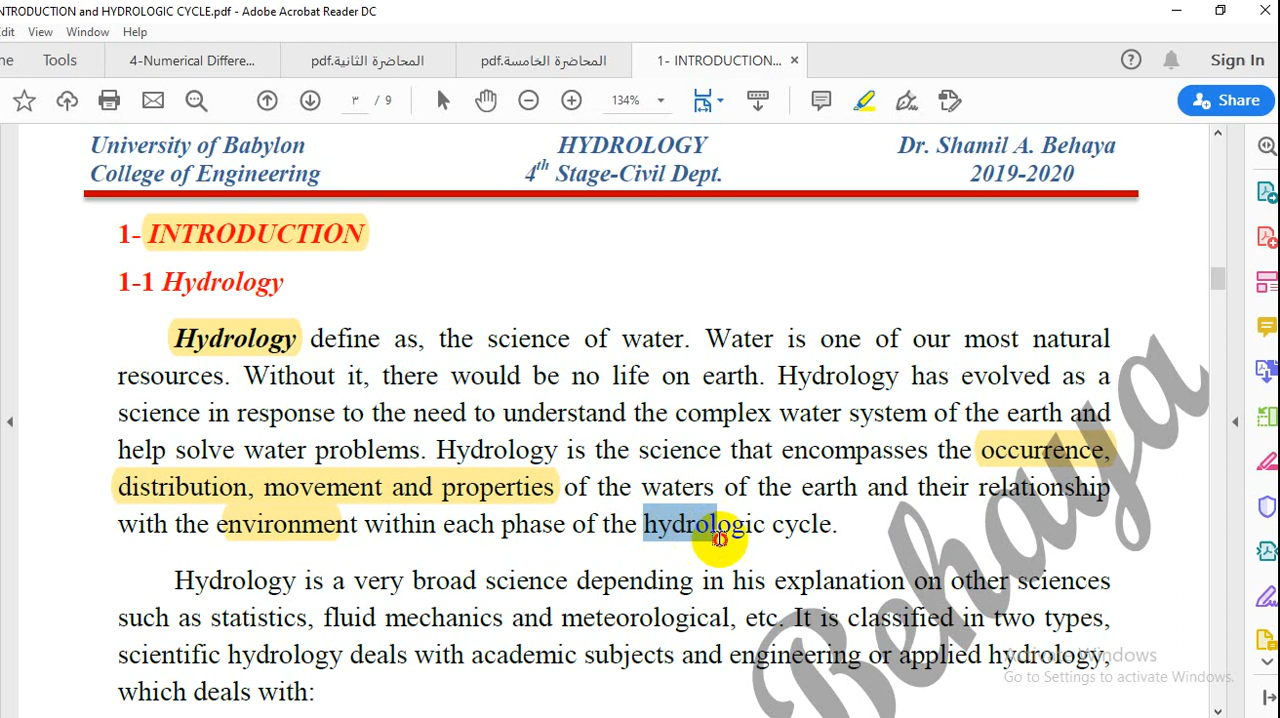 NTRODUCTION and HYDROLOGIC CYCLE.pdf - Adobe Acrobat Reader DC
dit View Window Help
ne Tools 4-Numerical Differe... المحاضرة الثانية.pdf المحاضرة الخامسة.pdf 1- INTRODUCTION... × Sign In
٣ / 9 134% Share
University of Babylon HYDROLOGY Dr. Shamil A. Behaya
College of Engineering 4th Stage-Civil Dept. 2019-2020
1- INTRODUCTION
1-1 Hydrology
Hydrology define as, the science of water. Water is one of our most natural
resources. Without it, there would be no life on earth. Hydrology has evolved as a
science in response to the need to understand the complex water system of the earth and
help solve water problems. Hydrology is the science that encompasses the occurrence,
distribution, movement and properties of the waters of the earth and their relationship
with the environment within each phase of the hydrologic cycle.
Hydrology is a very broad science depending in his explanation on other sciences
such as statistics, fluid mechanics and meteorological, etc. It is classified in two types,
scientific hydrology deals with academic subjects and engineering or applied hydrology,
which deals with:
Behaya
Activate Windows
Go to Settings to activate Windows.